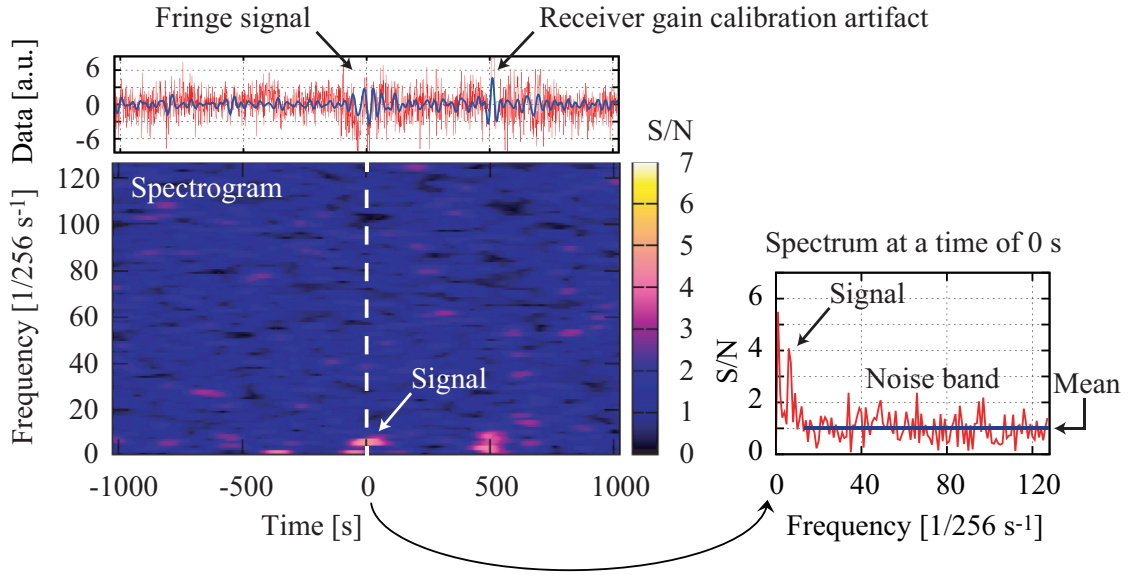 Fringe signal
Receiver gain calibration artifact
Data [a.u.]
6
0
-6
S/N
Spectrogram
Signal
Frequency [1/256 s-1]
120
100
80
60
40
20
0
-1000
-500
0
500
1000
Time [s]
7
6
5
4
3
2
1
0
Spectrum at a time of 0 s
Signal
Noise band
Mean
S/N
6
4
2
0
0
40
80
120
Frequency [1/256 s-1]